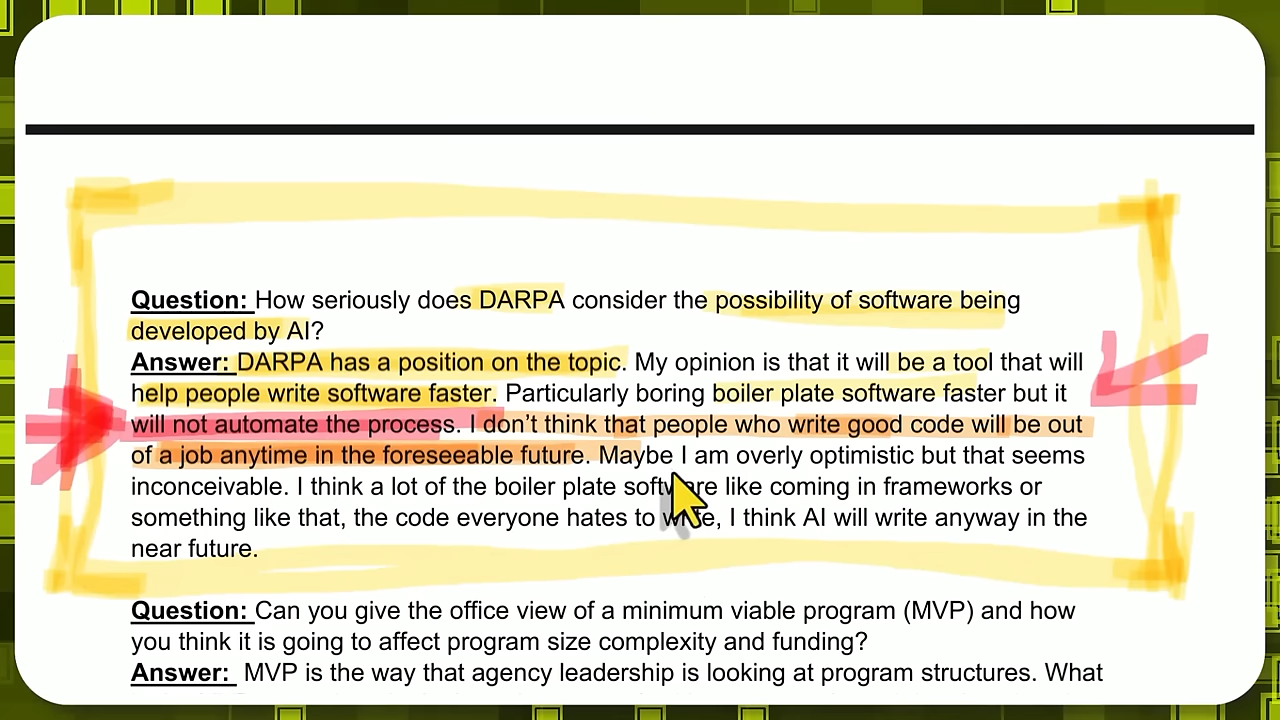 Question: How seriously does DARPA consider the possibility of software being
developed by AI?
Answer: DARPA has a position on the topic. My opinion is that it will be a tool that will
help people write software faster. Particularly boring boiler plate software faster but it
will not automate the process. I don’t think that people who write good code will be out
of a job anytime in the foreseeable future. Maybe I am overly optimistic but that seems
inconceivable. I think a lot of the boiler plate software like coming in frameworks or
something like that, the code everyone hates to write, I think AI will write anyway in the
near future.
Question: Can you give the office view of a minimum viable program (MVP) and how
you think it is going to affect program size complexity and funding?
Answer: MVP is the way that agency leadership is looking at program structures. What